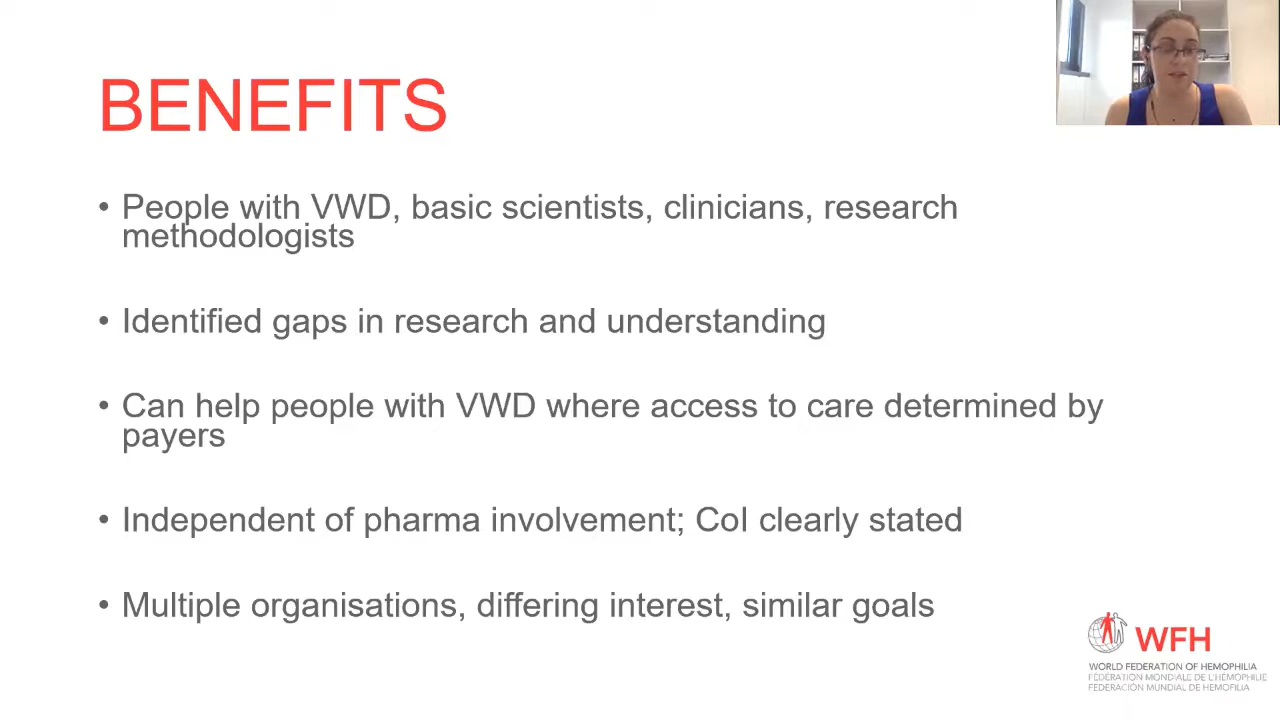 BENEFITS
• People with VWD, basic scientists, clinicians, research
methodologists
• Identified gaps in research and understanding
• Can help people with VWD where access to care determined by
payers
• Independent of pharma involvement; CoI clearly stated
• Multiple organisations, differing interest, similar goals
WFH
WORLD FEDERATION OF HEMOPHILIA
FÉDÉRATION MONDIALE DE L'HÉMOPHILIE
FEDERACIÓN MUNDIAL DE HEMOFILIA